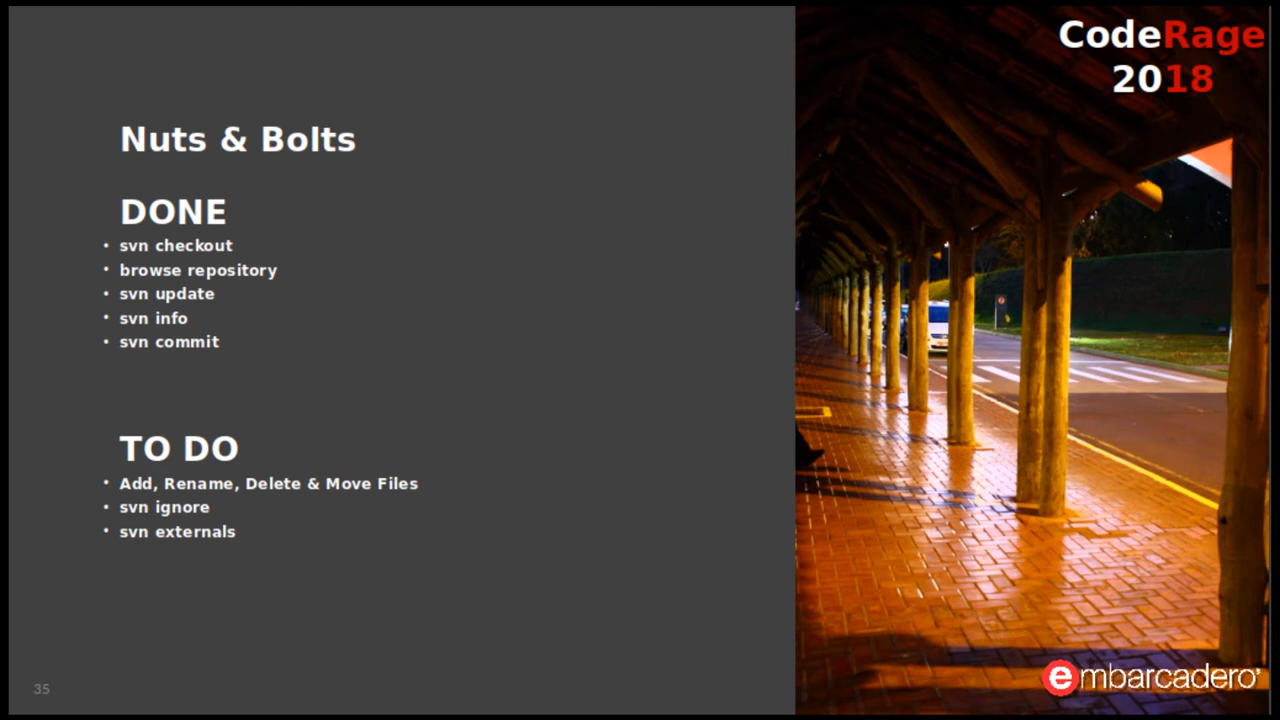 CodeRage
2018
Nuts & Bolts
DONE
• svn checkout
• browse repository
• svn update
• svn info
• svn commit
TO DO
• Add, Rename, Delete & Move Files
• svn ignore
• svn externals
35
embarcadero